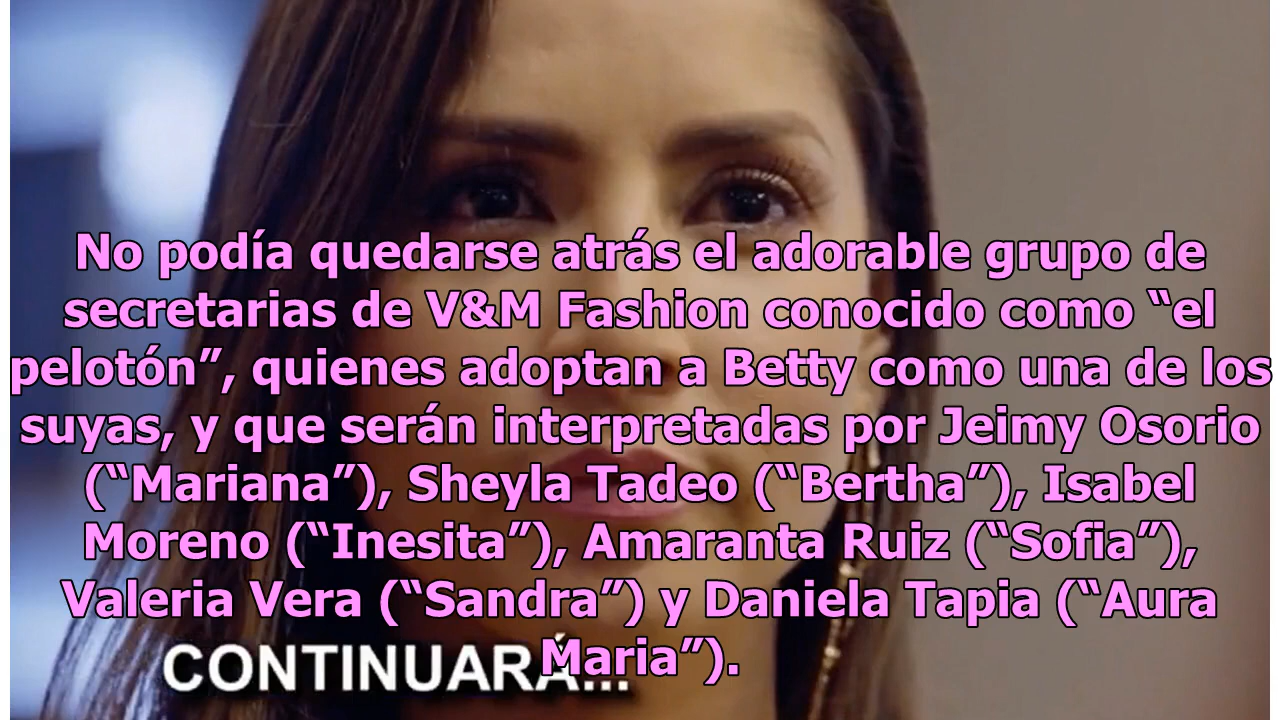 No podía quedarse atrás el adorable grupo de
secretarias de V&M Fashion conocido como “el
pelotón”, quienes adoptan a Betty como una de los
suyas, y que serán interpretadas por Jeimy Osorio
(“Mariana”), Sheyla Tadeo (“Bertha”), Isabel
Moreno (“Inesita”), Amaranta Ruiz (“Sofia”),
Valeria Vera (“Sandra”) y Daniela Tapia (“Aura
Maria”).
CONTINUARÁ...